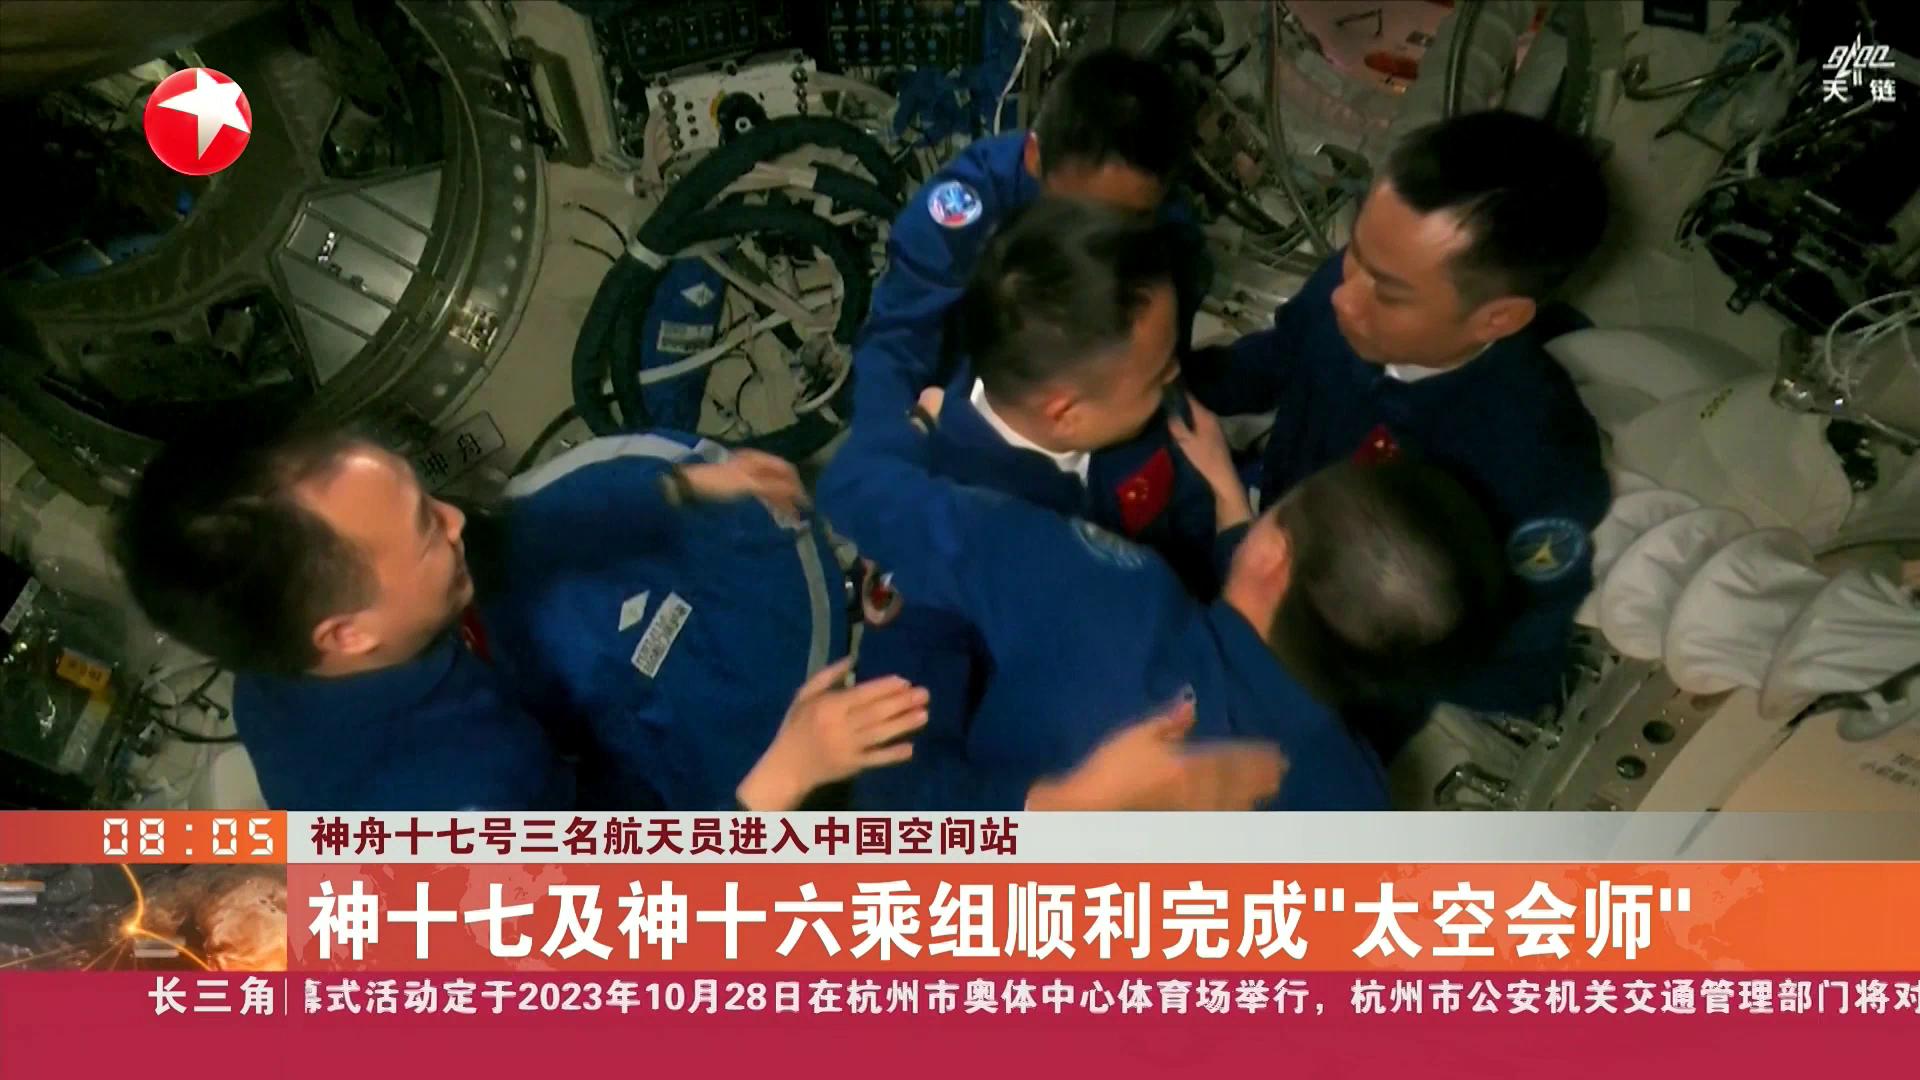 天链
神舟
08:05
神舟十七号三名航天员进入中国空间站
神十七及神十六乘组顺利完成"太空会师"
长三角
幕式活动定于2023年10月28日在杭州市奥体中心体育场举行，杭州市公安机关交通管理部门将对